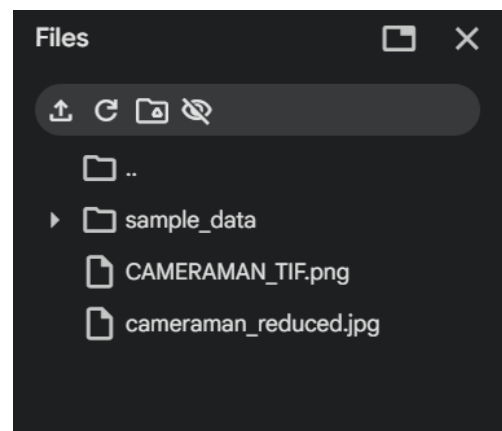 Files
..
sample_data
CAMERAMAN_TIF.png
cameraman_reduced.jpg